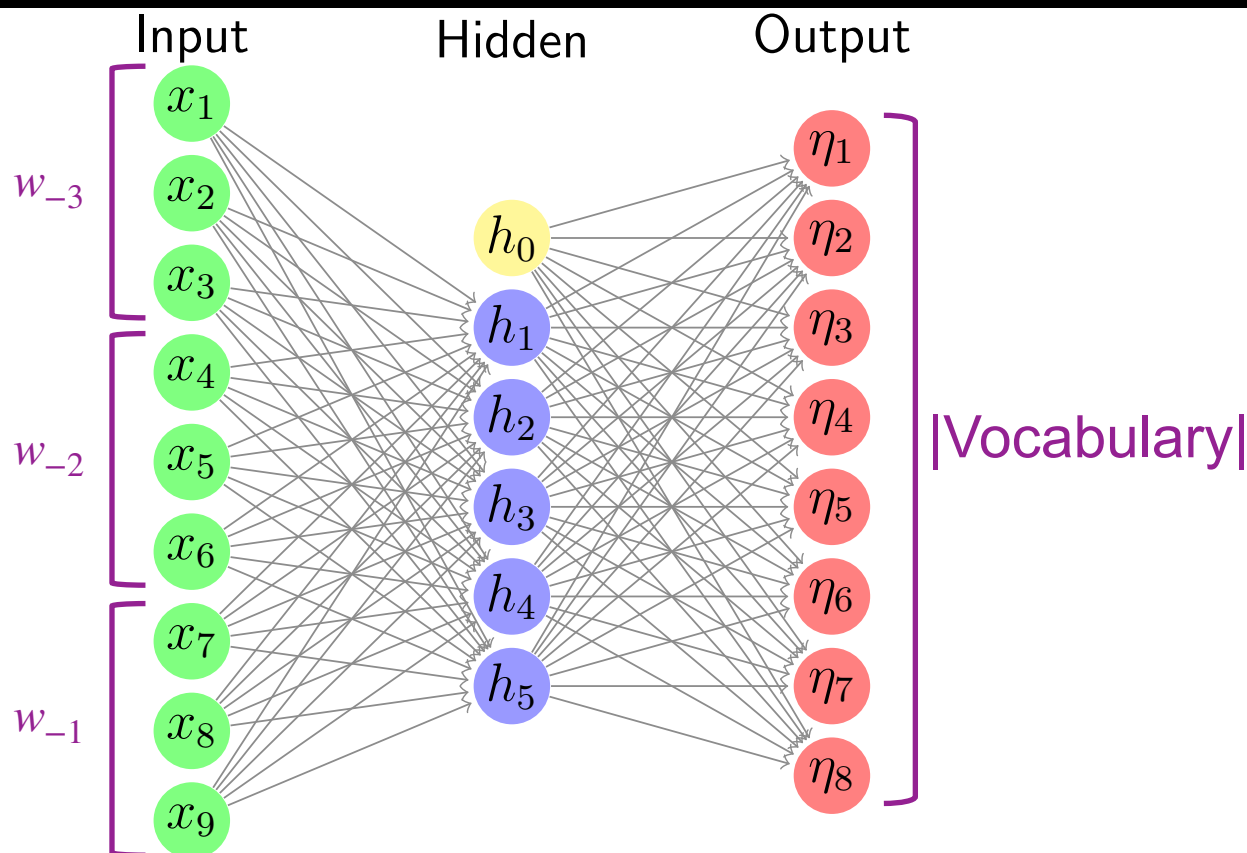 Input Hidden Output
w₋₃
x₁
x₂
x₃
w₋₂
x₄
x₅
x₆
w₋₁
x₇
x₈
x₉
h₀
h₁
h₂
h₃
h₄
h₅
η₁
η₂
η₃
η₄
η₅
η₆
η₇
η₈
|Vocabulary|